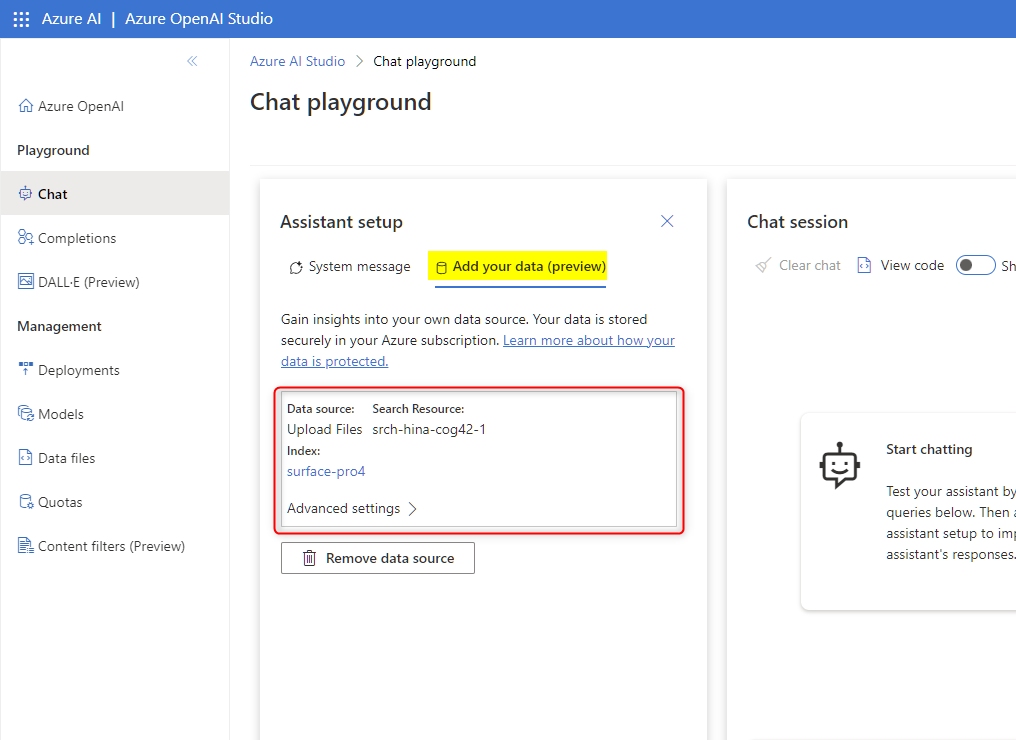 Azure AI | Azure OpenAI Studio
Azure OpenAI
Playground
Chat
Completions
DALL·E (Preview)
Management
Deployments
Models
Data files
Quotas
Content filters (Preview)
Azure AI Studio > Chat playground
Chat playground
Assistant setup
System message
Add your data (preview)
Gain insights into your own data source. Your data is stored
securely in your Azure subscription. Learn more about how your
data is protected.
Data source: Search Resource:
Upload Files srch-hina-cog42-1
Index:
surface-pro4
Advanced settings
Remove data source
Chat session
Clear chat
View code
Sh
Start chatting
Test your assistant by
queries below. Then a
assistant setup to imp
assistant's responses.